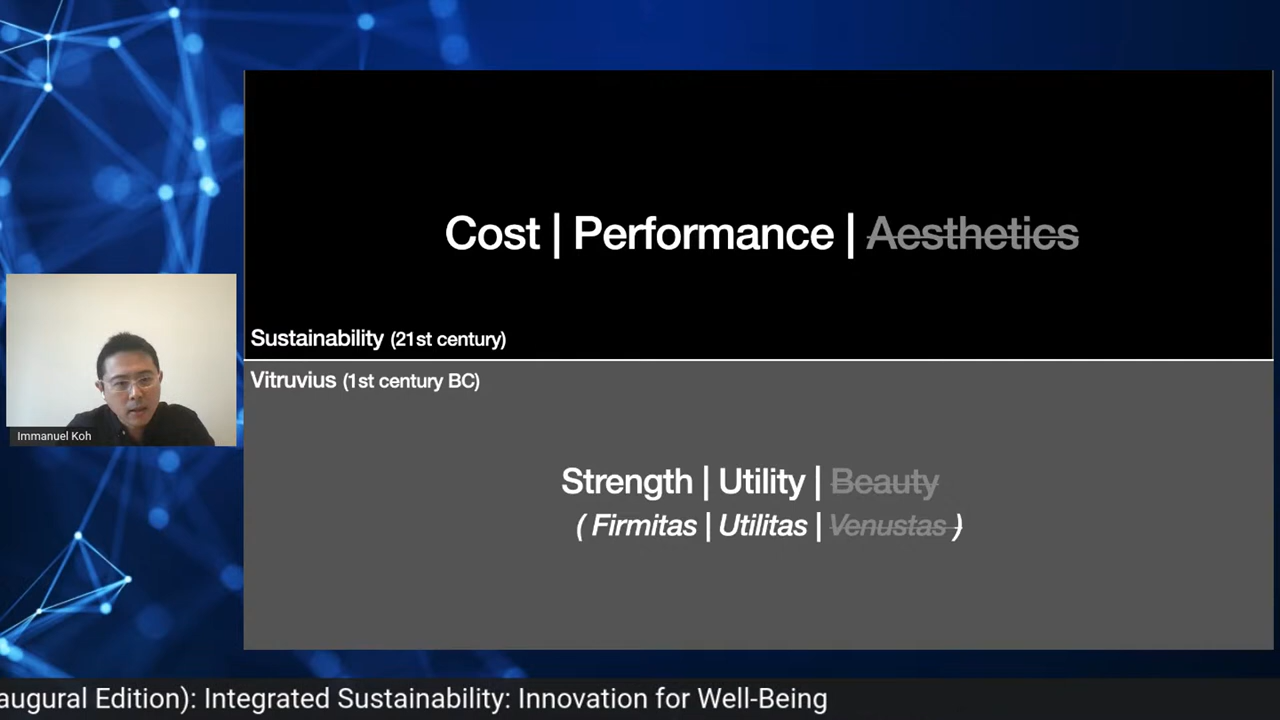 Cost | Performance | Aesthetics
Sustainability (21st century)
Vitruvius (1st century BC)
Strength | Utility | Beauty
( Firmitas | Utilitas | Venustas )
Immanuel Koh
augural Edition): Integrated Sustainability: Innovation for Well-Being